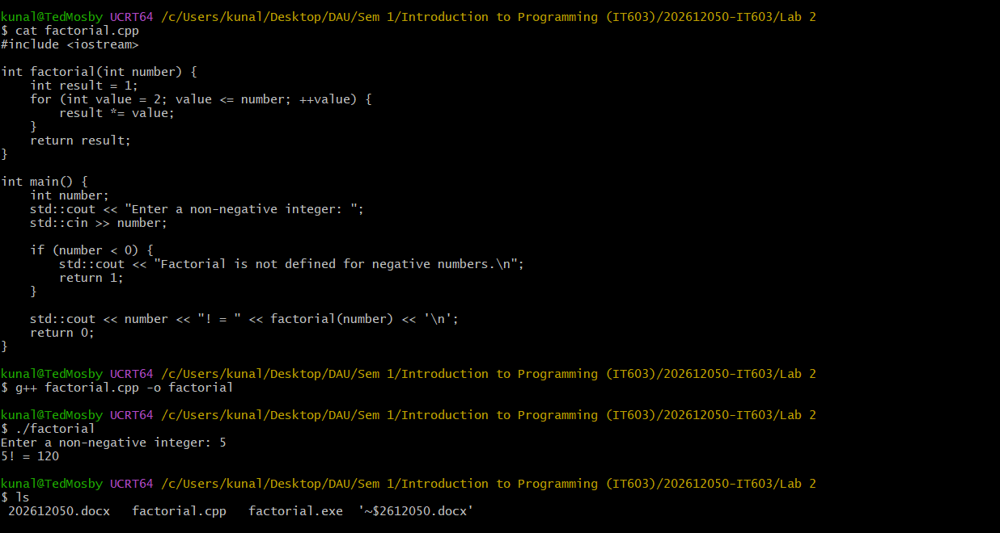 kunal@TedMosby UCRT64 /c/Users/kunal/Desktop/DAU/Sem 1/Introduction to Programming (IT603)/202612050-IT603/Lab 2
$ cat factorial.cpp
#include <iostream>

int factorial(int number) {
    int result = 1;
    for (int value = 2; value <= number; ++value) {
        result *= value;
    }
    return result;
}

int main() {
    int number;
    std::cout << "Enter a non-negative integer: ";
    std::cin >> number;

    if (number < 0) {
        std::cout << "Factorial is not defined for negative numbers.\n";
        return 1;
    }

    std::cout << number << "! = " << factorial(number) << '\n';
    return 0;
}

kunal@TedMosby UCRT64 /c/Users/kunal/Desktop/DAU/Sem 1/Introduction to Programming (IT603)/202612050-IT603/Lab 2
$ g++ factorial.cpp -o factorial

kunal@TedMosby UCRT64 /c/Users/kunal/Desktop/DAU/Sem 1/Introduction to Programming (IT603)/202612050-IT603/Lab 2
$ ./factorial
Enter a non-negative integer: 5
5! = 120

kunal@TedMosby UCRT64 /c/Users/kunal/Desktop/DAU/Sem 1/Introduction to Programming (IT603)/202612050-IT603/Lab 2
$ ls
 202612050.docx   factorial.cpp   factorial.exe  '~$2612050.docx'